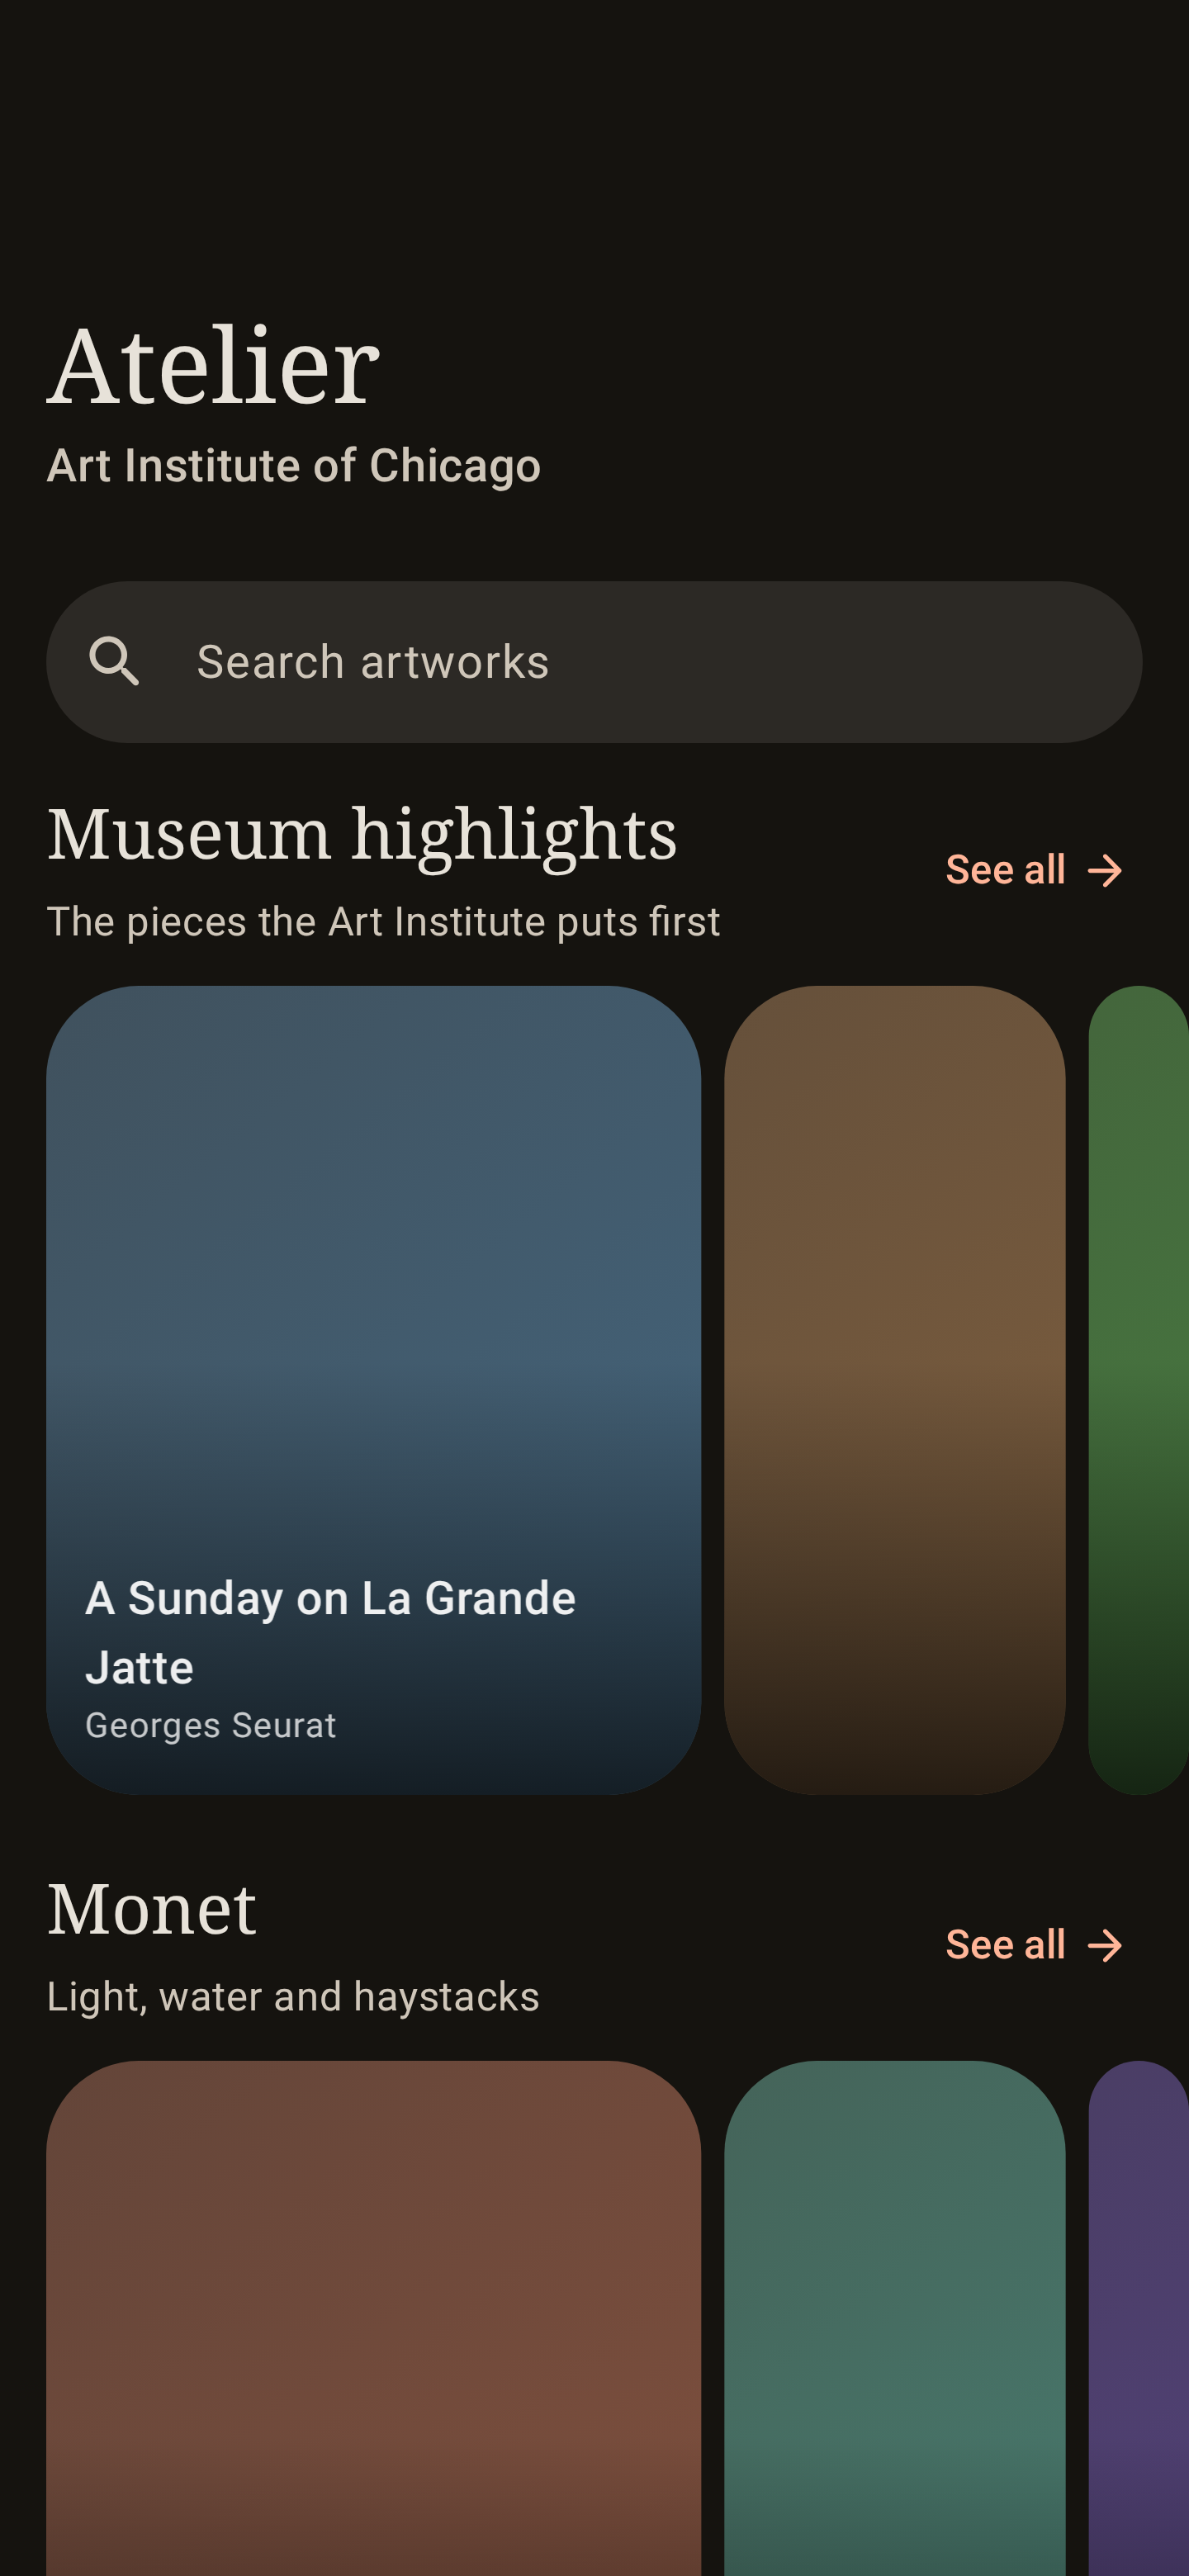 Atelier
Art Institute of Chicago
Search artworks
Museum highlights
See all
The pieces the Art Institute puts first
A Sunday on La Grande
Jatte
Georges Seurat
Monet
See all
Light, water and haystacks